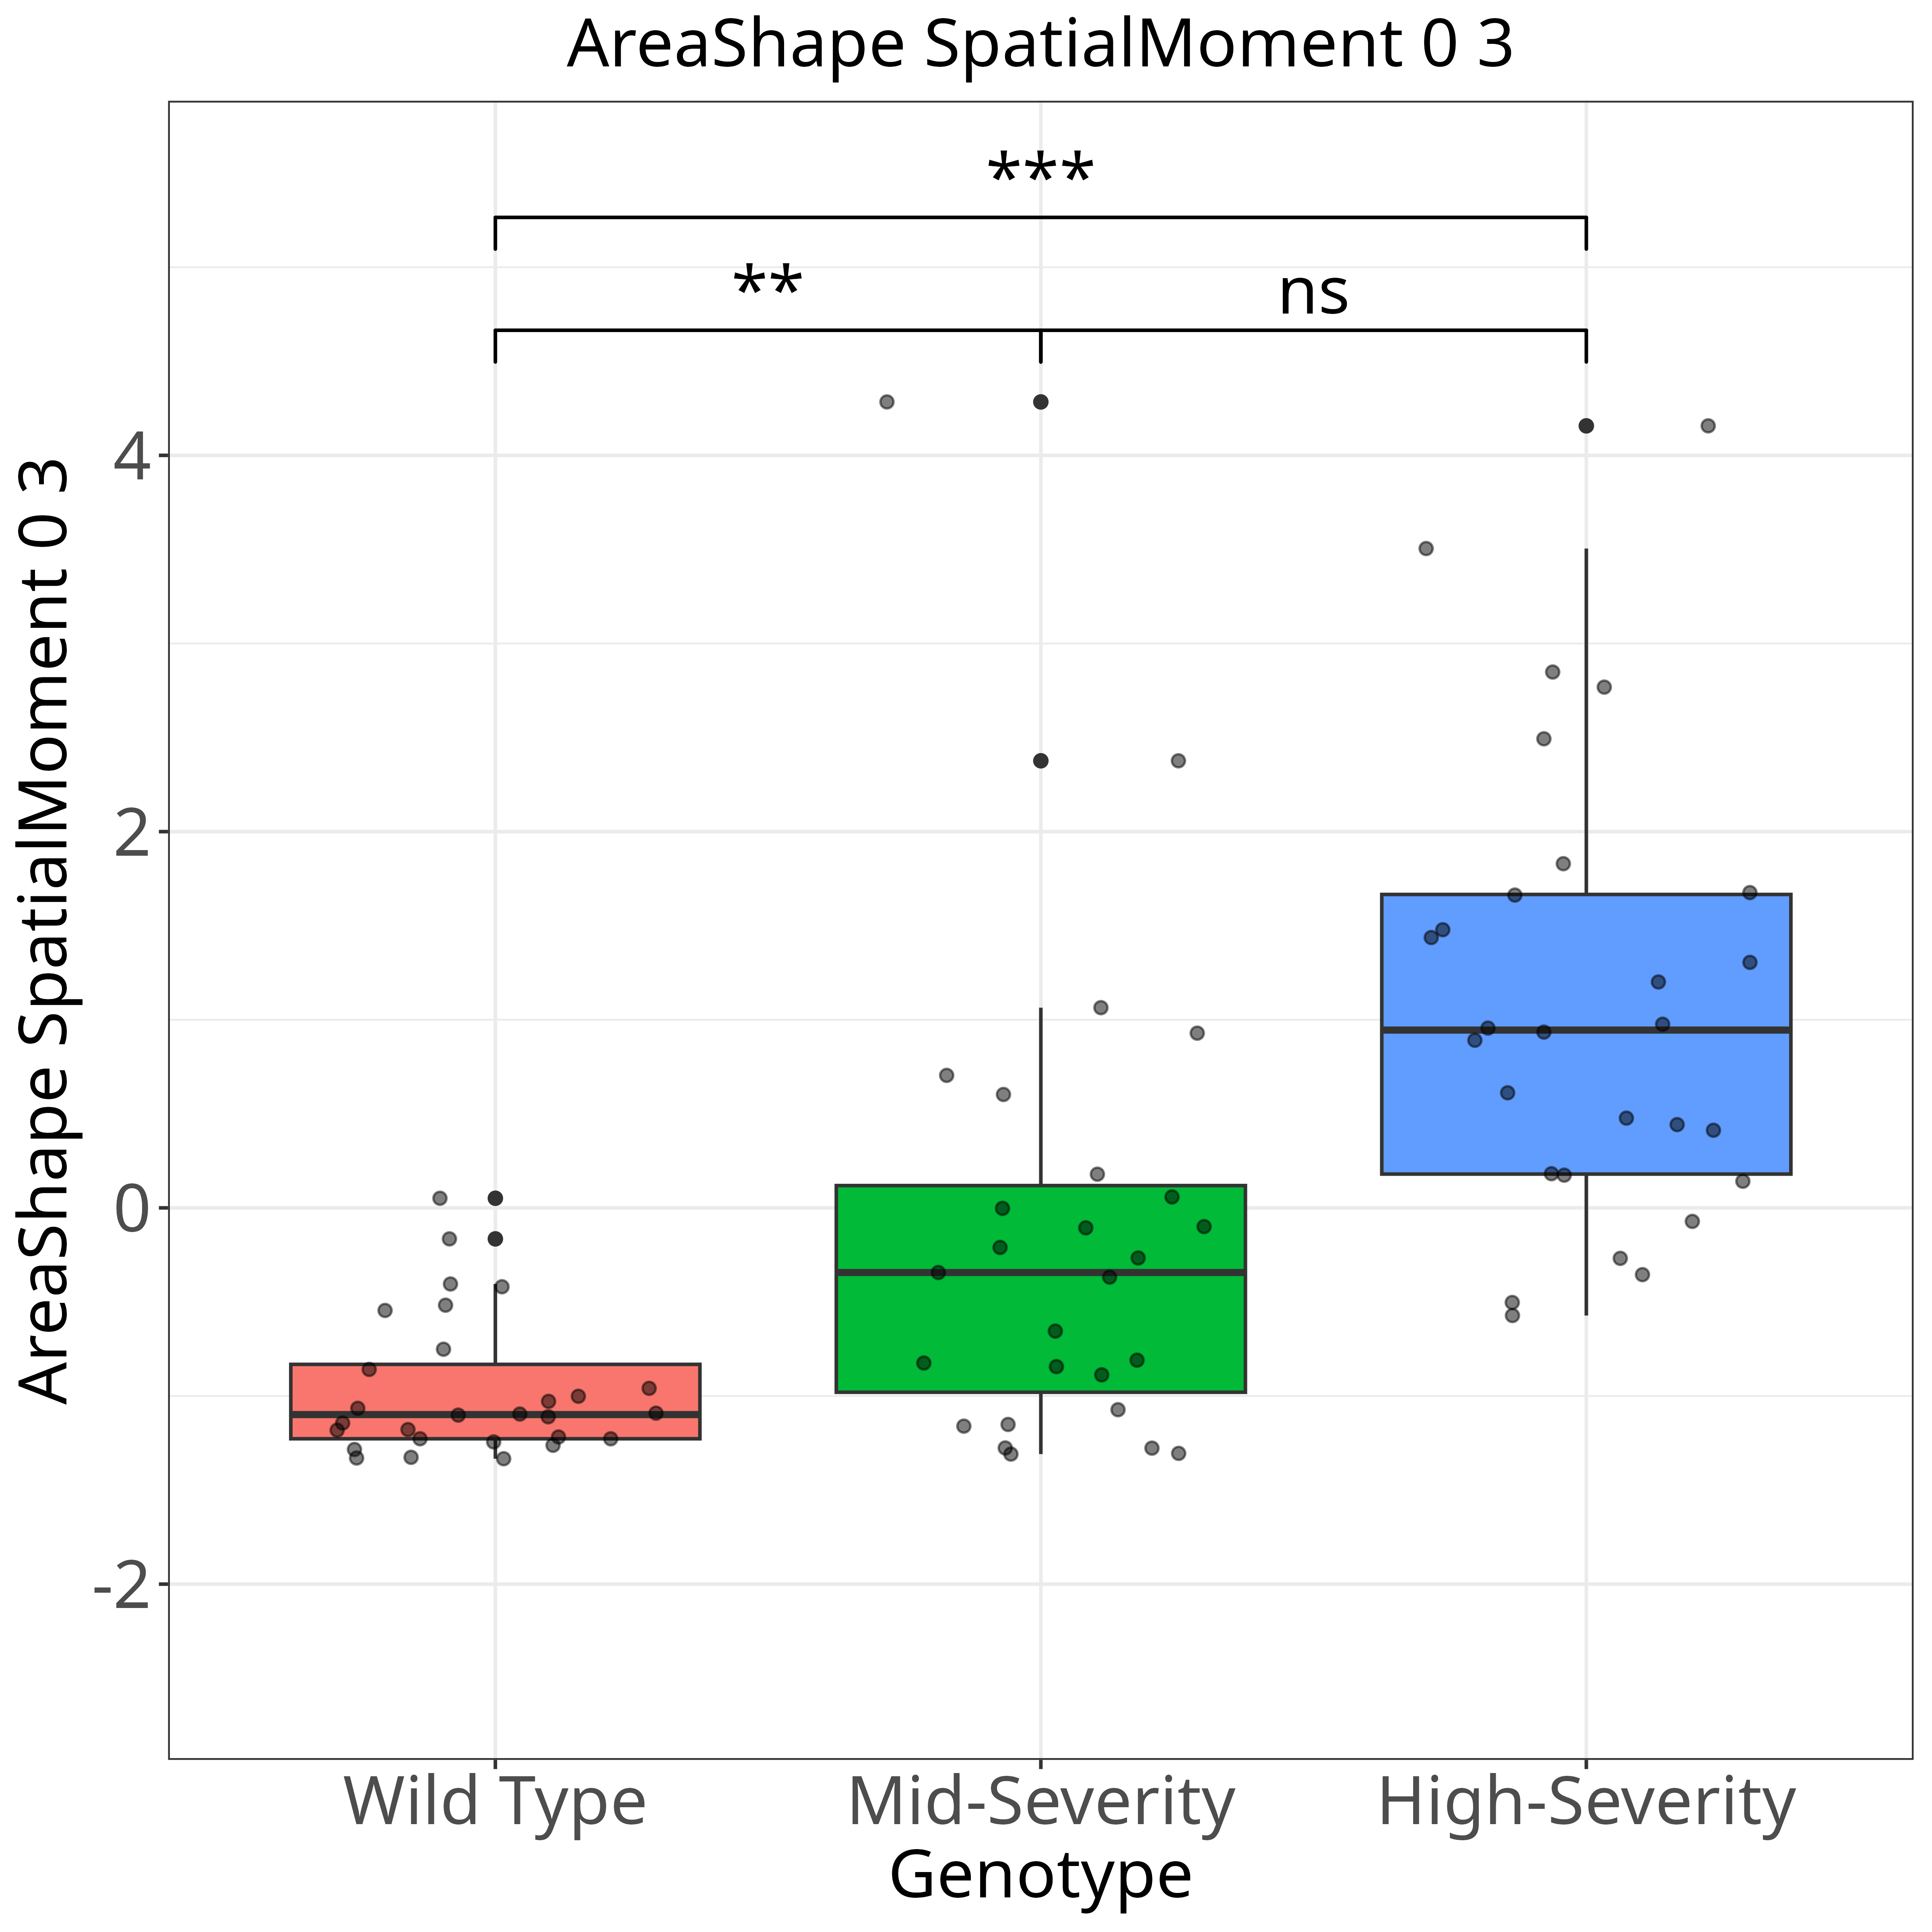 AreaShape SpatialMoment 0 3
***
**
ns
AreaShape SpatialMoment 0 3
4
2
0
-2
Wild Type
Mid-Severity
High-Severity
Genotype